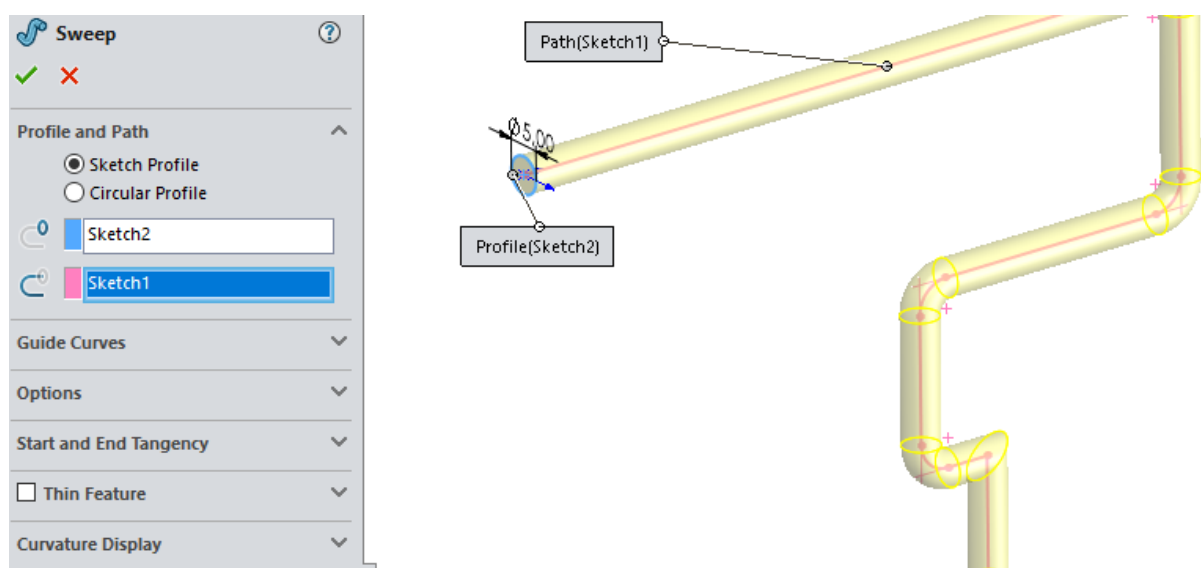 Sweep
Profile and Path
Sketch Profile
Circular Profile
Sketch2
Sketch1
Guide Curves
Options
Start and End Tangency
Thin Feature
Curvature Display
Path(Sketch1)
Ø5,00
Profile(Sketch2)